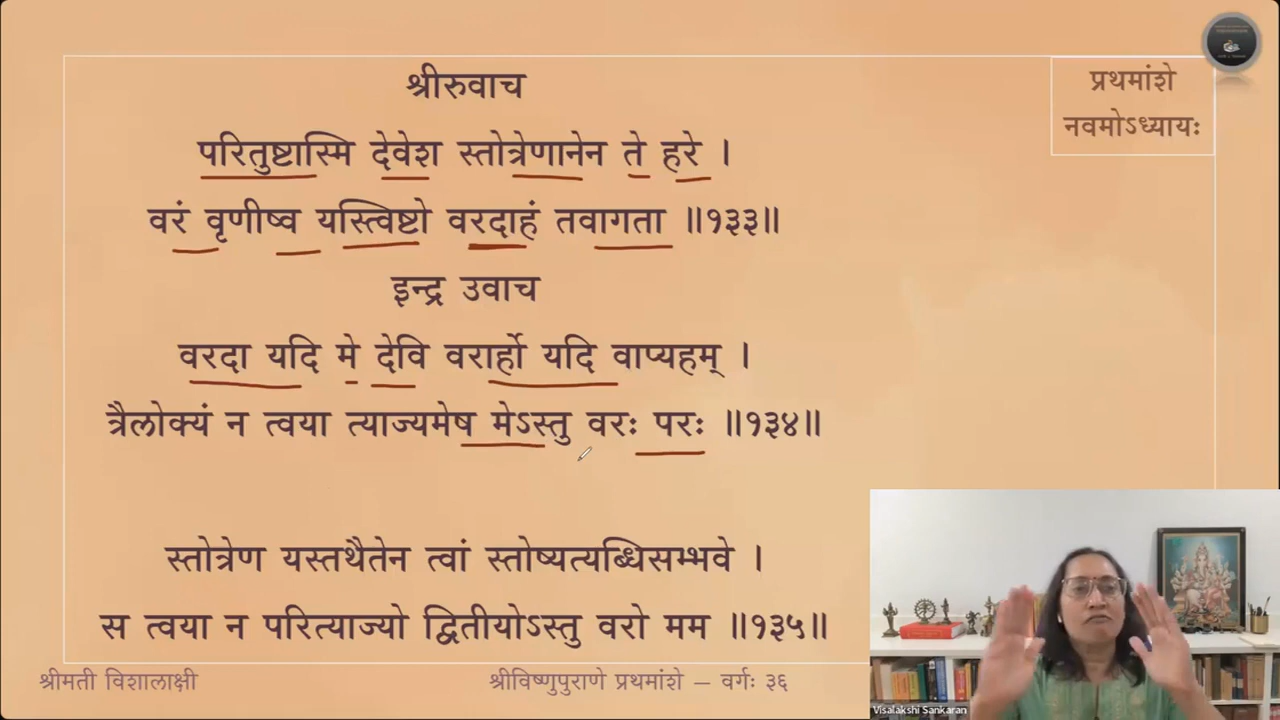 श्रीरुवाच
प्रथमांशे
नवमोऽध्यायः
परितुष्टास्मि देवेश स्तोत्रेणानेन ते हरे ।
वरं वृणीष्व यस्त्विष्टो वरदाहं तवागता ॥१३३॥
इन्द्र उवाच
वरदा यदि मे देवि वरार्हो यदि वाप्यहम् ।
त्रैलोक्यं न त्वया त्याज्यमेष मेऽस्तु वरः परः ॥१३४॥
स्तोत्रेण यस्तथैतेन त्वां स्तोष्यत्यब्धिसम्भवे ।
स त्वया न परित्याज्यो द्वितीयोऽस्तु वरो मम ॥१३५॥
श्रीमती विशालाक्षी
श्रीविष्णुपुराणे प्रथमांशे – वर्गः ३६
Visalakshi Sankaran